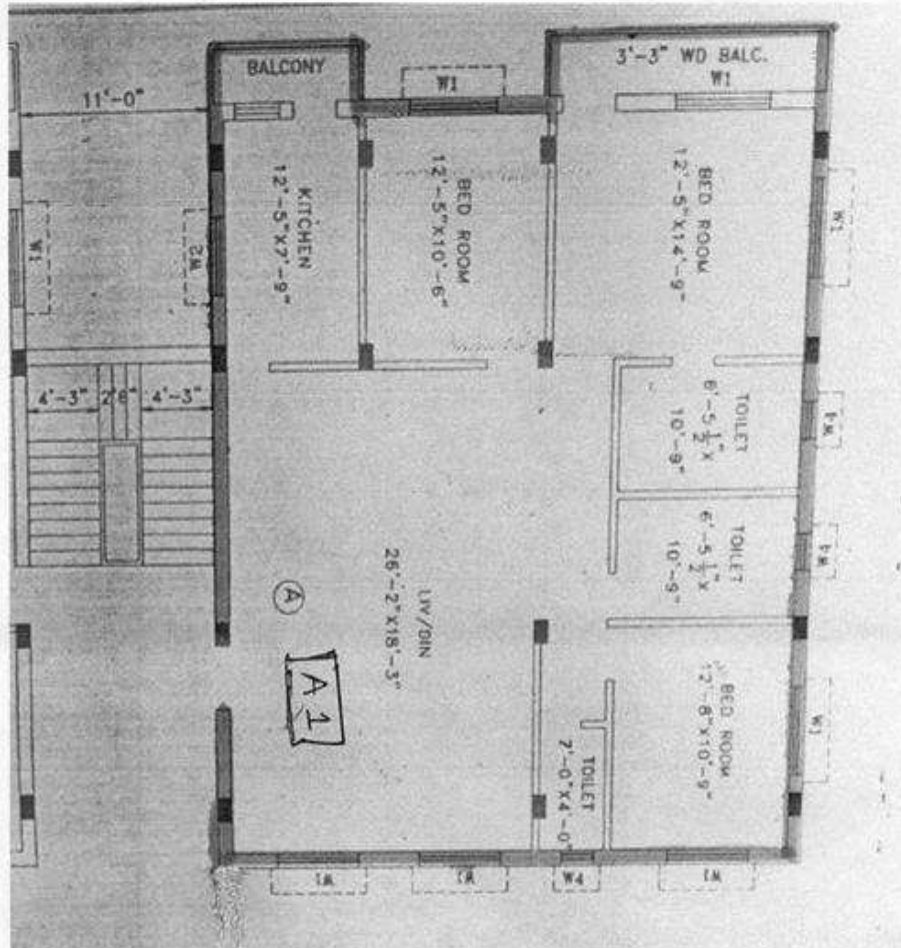 BALCONY
3'-3" WD BALC.
W1
W1
11'-0"
KITCHEN
12'-5"X7'-9"
BED ROOM
12'-5"X10'-6"
BED ROOM
12'-5"X14'-9"
W1
W2
W1
4'-3"
2'8"
4'-3"
TOILET
6'-5 1/2" X
10'-9"
W4
TOILET
6'-5 1/2" X
10'-9"
W4
LIV/DIN
26'-2"X18'-3"
A
A1
BED ROOM
12'-8"X10'-9"
W1
TOILET
7'-0"X4'-0"
W1
W1
W4
W1